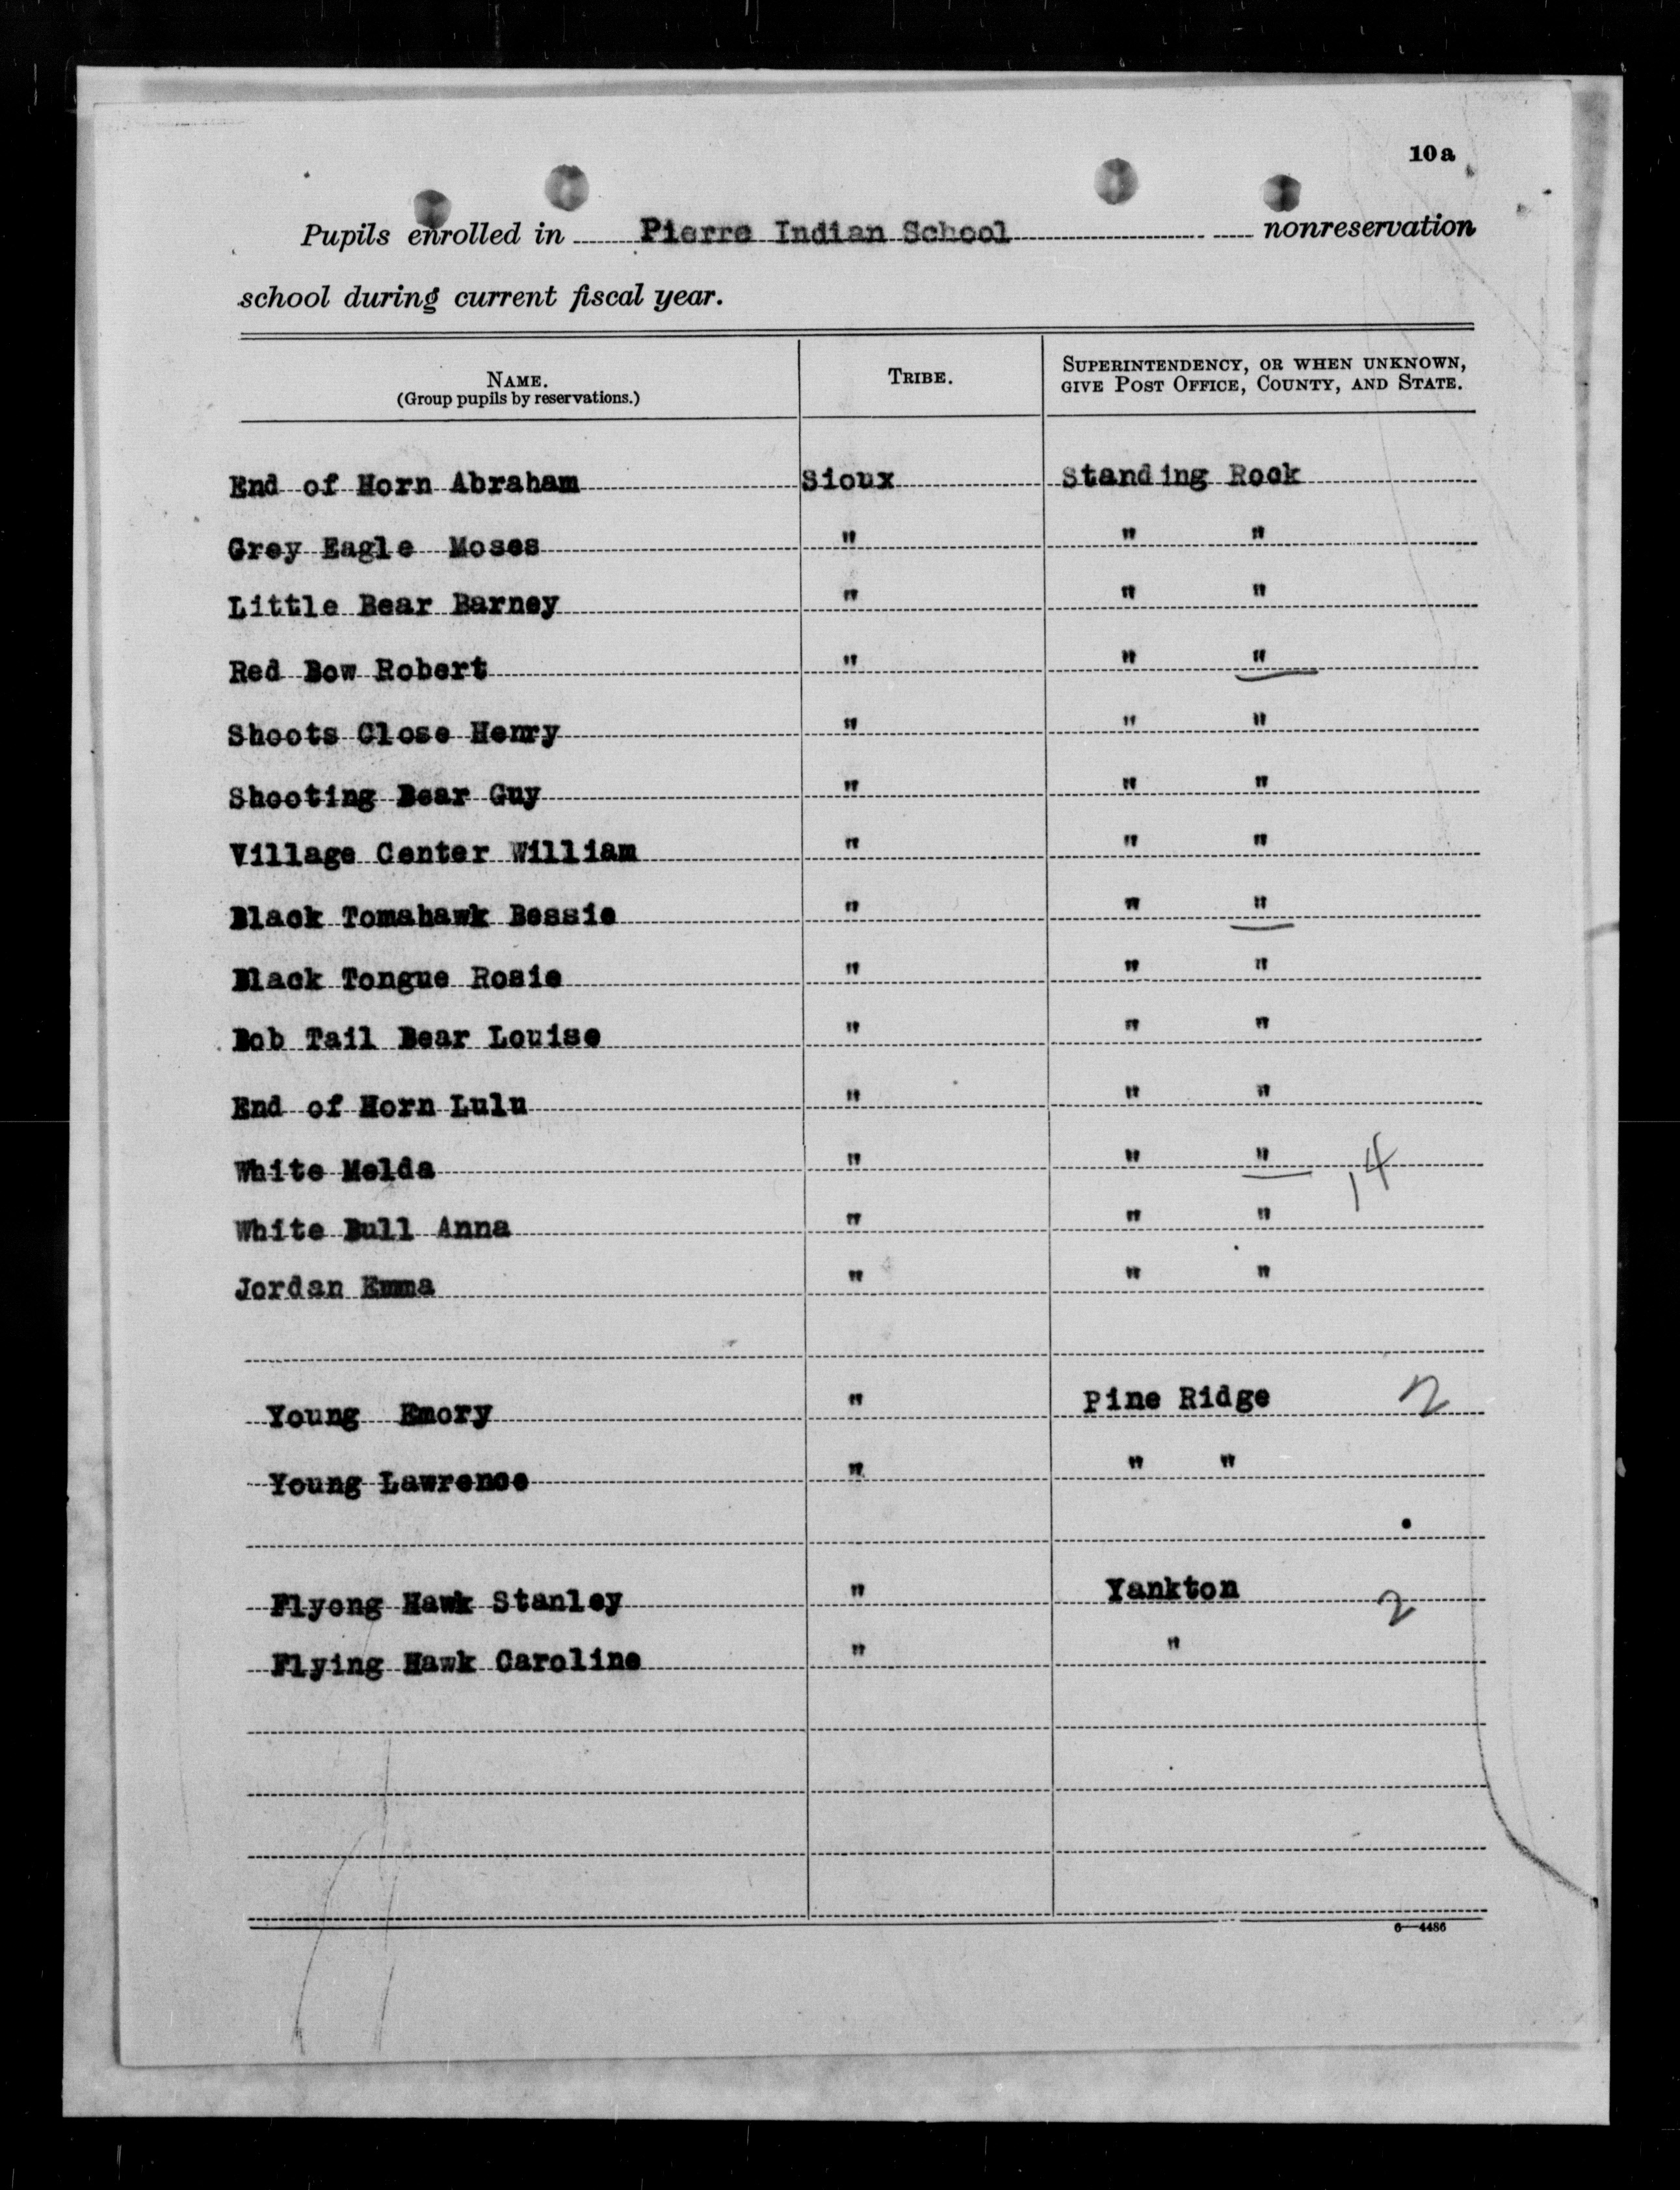 10a
Pupils enrolled in Pierre Indian School nonreservation
school during current fiscal year.
NAME. TRIBE. SUPERINTENDENCY, OR WHEN UNKNOWN,
(Group pupils by reservations.) GIVE POST OFFICE, COUNTY, AND STATE.
End of Horn Abraham Sioux Standing Rock
Grey Eagle Moses " " "
Little Bear Barney " " "
Red Bow Robert " " "
Shoots Close Henry " " "
Shooting Bear Guy " " "
Village Center William " " "
Black Tomahawk Bessie " " "
Black Tongue Rosie " " "
Bob Tail Bear Louise " " "
End of Horn Lulu " " "
White Melda " " " 14
White Bull Anna " " "
Jordan Emma " " "
Young Emory " Pine Ridge 2
Young Lawrence " " "
Flyong Hawk Stanley " Yankton 2
Flying Hawk Caroline " "
6—4486